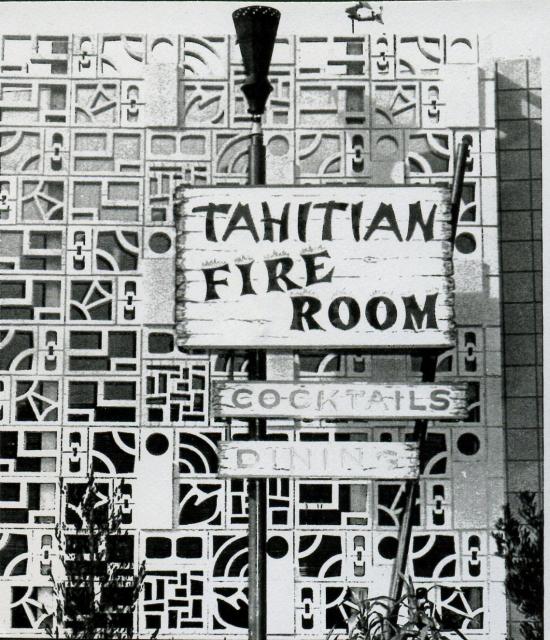 TAHITIAN
FIRE
ROOM
COCKTAILS
DINING